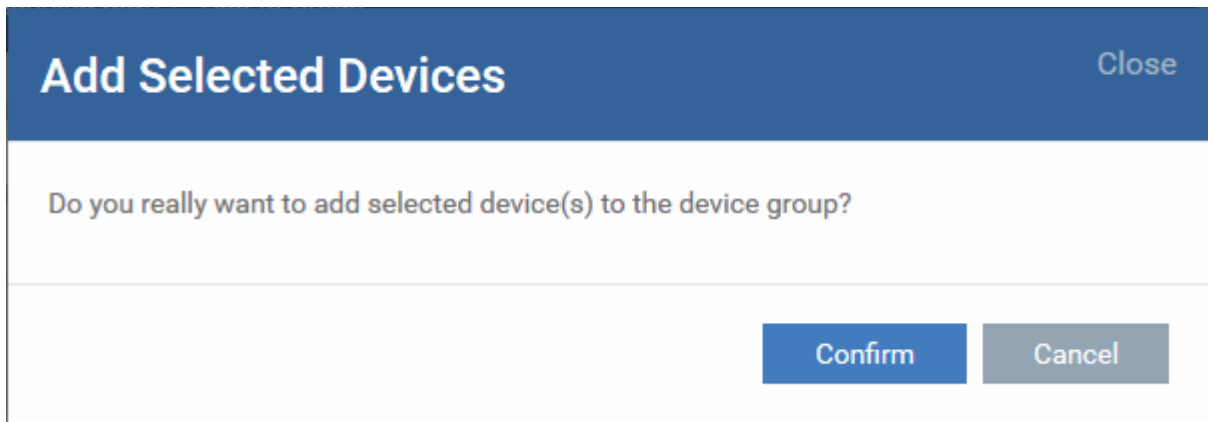 Add Selected Devices
Close
Do you really want to add selected device(s) to the device group?
Confirm
Cancel